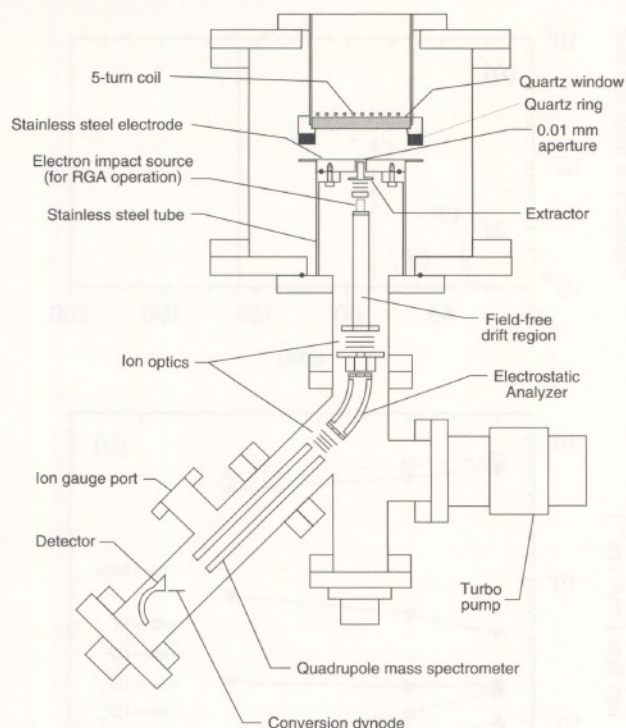 5-turn coil
Quartz window
Quartz ring
Stainless steel electrode
0.01 mm
aperture
Electron impact source
(for RGA operation)
Extractor
Stainless steel tube
Field-free
drift region
Ion optics
Electrostatic
Analyzer
Ion gauge port
Detector
Turbo
pump
Quadrupole mass spectrometer
Conversion dynode